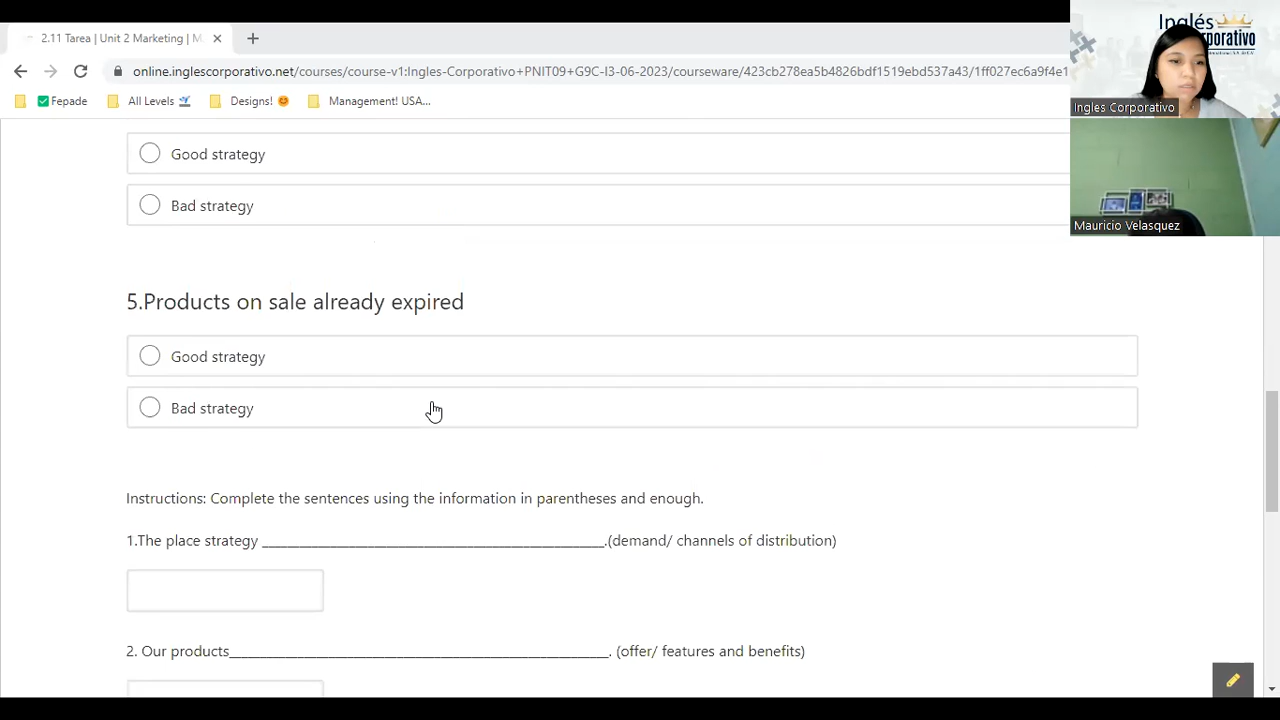 2.11 Tarea | Unit 2 Marketing | M
online.inglescorporativo.net/courses/course-v1:Ingles-Corporativo+PNIT09+G9C-I3-06-2023/courseware/423cb278ea5b4826bdf1519ebd537a43/1ff027ec6a9f4e1
Fepade
All Levels
Designs!
Management! USA...
Inglés
rporativo
Ingles Corporativo
Mauricio Velasquez
Good strategy
Bad strategy
5.Products on sale already expired
Good strategy
Bad strategy
Instructions: Complete the sentences using the information in parentheses and enough.
1.The place strategy ______________________________________.(demand/ channels of distribution)
2. Our products__________________________________________. (offer/ features and benefits)